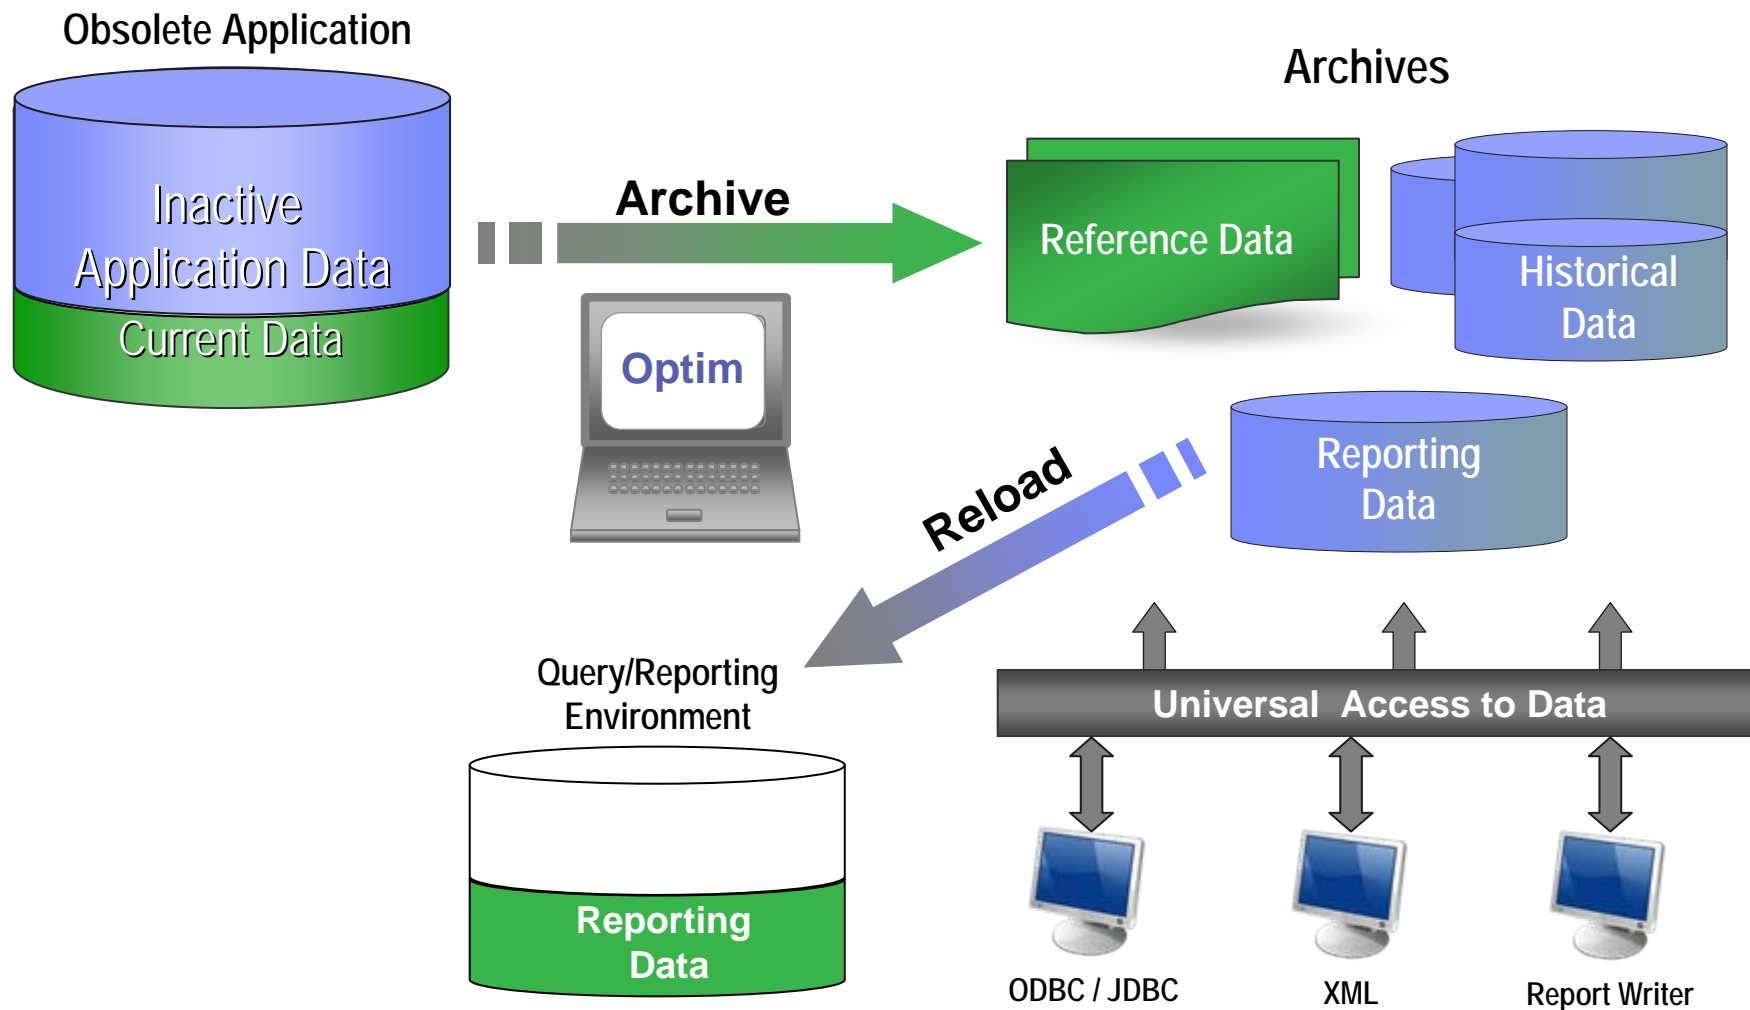 Obsolete Application
Inactive
Application Data
Current Data
Archive
Optim
Archives
Reference Data
Historical
Data
Reporting
Data
Reload
Query/Reporting
Environment
Reporting
Data
Universal Access to Data
ODBC / JDBC
XML
Report Writer